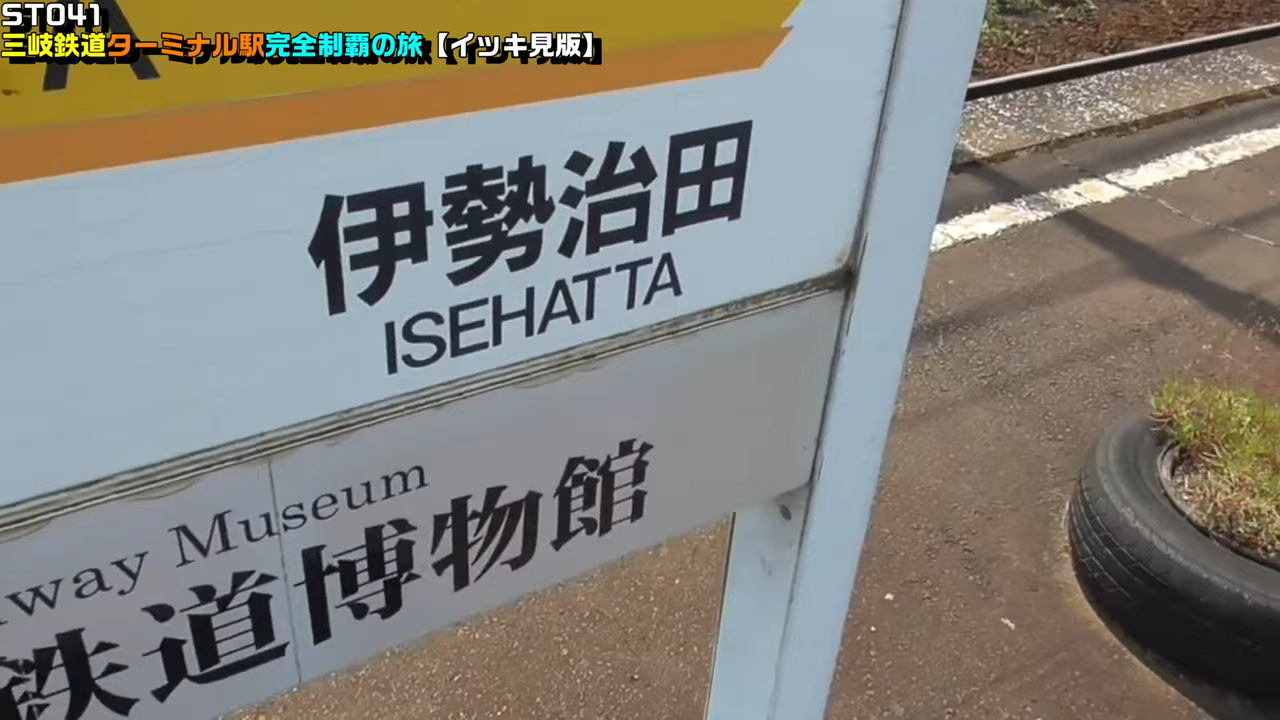 ST041
三岐鉄道ターミナル駅完全制覇の旅【イッキ見版】
A
伊勢治田
ISEHATTA
way Museum
鉄道博物館